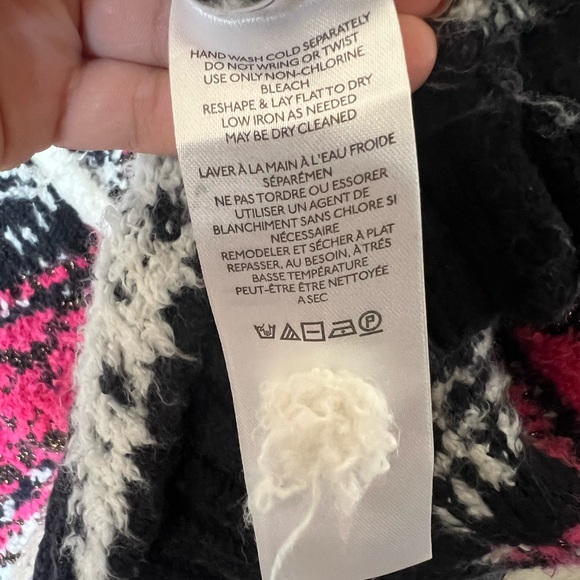 HAND WASH COLD SEPARATELY
DO NOT WRING OR TWIST
USE ONLY NON-CHLORINE
BLEACH
RESHAPE & LAY FLAT TO DRY
LOW IRON AS NEEDED
MAY BE DRY CLEANED
LAVER À LA MAIN À L'EAU FROIDE
SÉPARÉMEN
NE PAS TORDRE OU ESSORER
UTILISER UN AGENT DE
BLANCHIMENT SANS CHLORE SI
NÉCESSAIRE
REMODELER ET SÉCHER À PLAT
REPASSER, AU BESOIN, À TRÉS
BASSE TEMPÉRATURE
PEUT-ÊTRE ÊTRE NETTOYÉE
A SEC
P